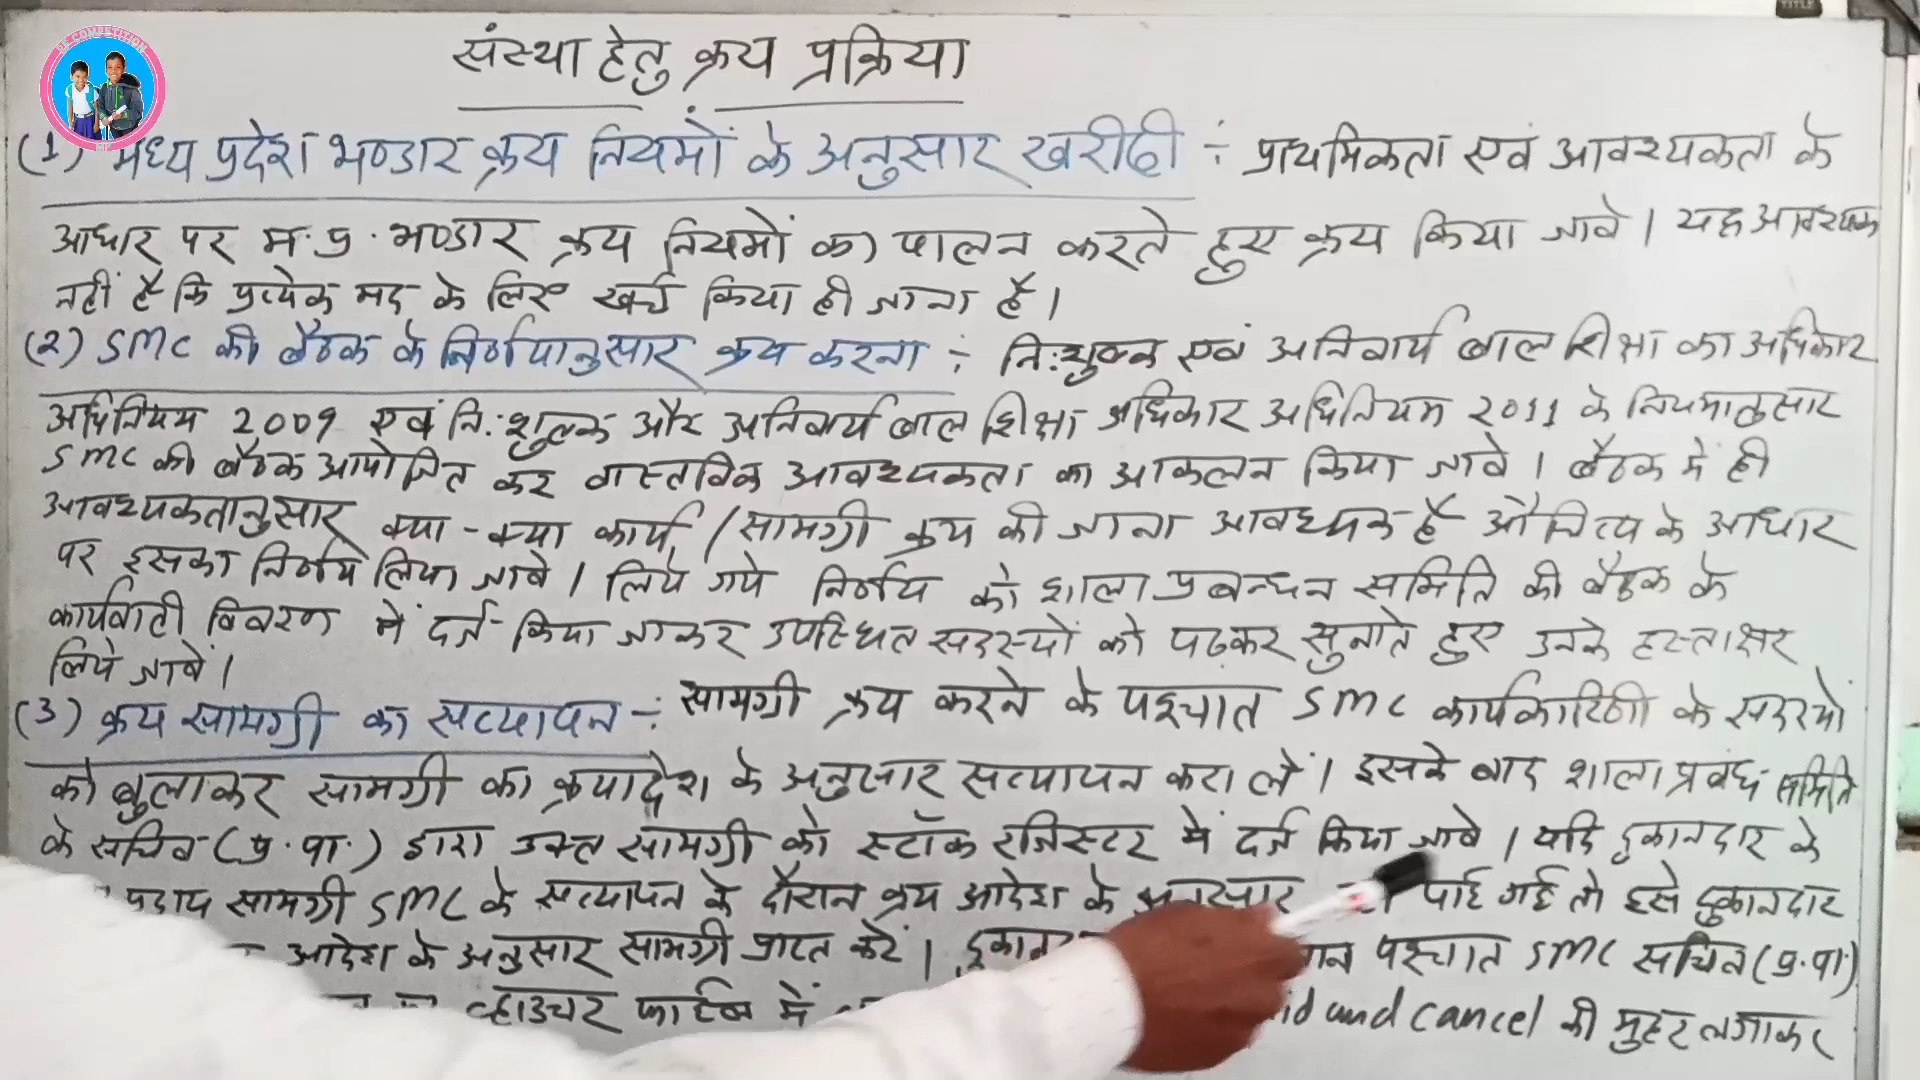 DK COMPETITION
MP
TITLE
संस्था हेतु क्रय प्रक्रिया
(1) मध्य प्रदेश भण्डार क्रय नियमों के अनुसार खरीदी ÷ प्राथमिकता एवं आवश्यकता के
आधार पर म.प्र. भण्डार क्रय नियमों का पालन करते हुए क्रय किया जावे। यह आवश्यक
नहीं है कि प्रत्येक मद के लिए खर्च किया ही जाना है।
(2) SMC की बैठक के निर्णयानुसार क्रय करना ÷ नि:शुल्क एवं अनिवार्य बाल शिक्षा का अधिकार
अधिनियम 2009 एवं नि:शुल्क और अनिवार्य बाल शिक्षा अधिकार अधिनियम 2011 के नियमानुसार
SMC की बैठक आयोजित कर वास्तविक आवश्यकता का आकलन किया जावे। बैठक में ही
आवश्यकतानुसार क्या - क्या कार्य / सामग्री क्रय की जाना आवश्यक है औचित्य के आधार
पर इसका निर्णय लिया जावे। लिये गये निर्णय को शाला प्रबन्धन समिति की बैठक के
कार्यवाही विवरण में दर्ज किया जाकर उपस्थित सदस्यों को पढ़कर सुनाते हुए उनके हस्ताक्षर
लिये जावें।
(3) क्रय सामग्री का सत्यापन -: सामग्री क्रय करने के पश्चात SMC कार्यकारिणी के सदस्यों
को बुलाकर सामग्री का क्रयादेश के अनुसार सत्यापन करा लें। इसके बाद शाला प्रबंध समिति
के सचिव (प्र.पा.) द्वारा उक्त सामग्री को स्टॉक रजिस्टर में दर्ज किया जावे। यदि दुकानदार के
प्रदाय सामग्री SMC के सत्यापन के दौरान क्रय आदेश के अनुसार पाई गई तो इसे दुकानदार
आदेश के अनुसार सामग्री प्राप्त करें। पश्चात SMC सचिव (प्र.पा.)
व्हाउचर फाईल में and cancel की मुहर लगाकर